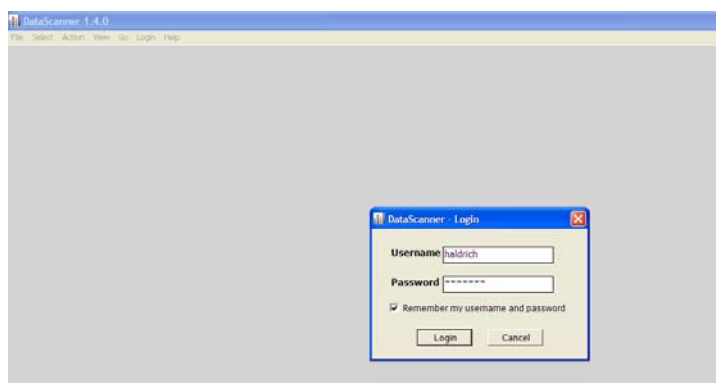 DataScanner 1.4.0
File Select Action View Go Login Help
DataScanner - Login
Username haldrich
Password -------
Remember my username and password
Login Cancel